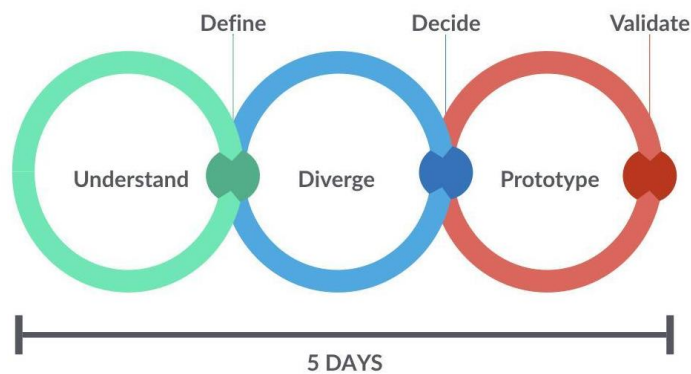 Define
Decide
Validate
Understand
Diverge
Prototype
5 DAYS